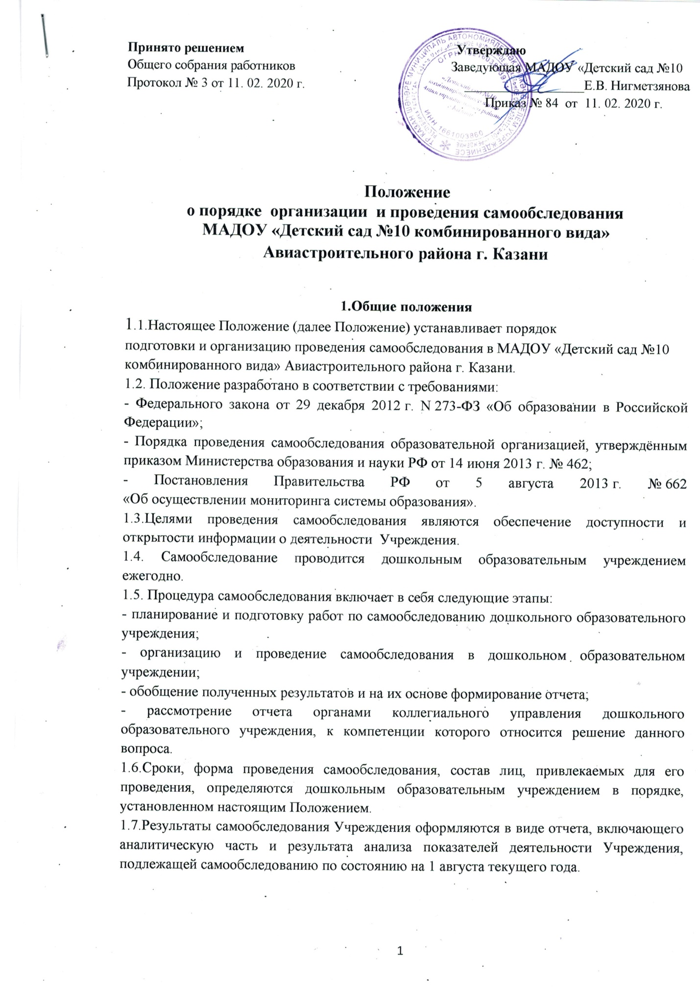 Принято решением
Общего собрания работников
Протокол № 3 от 11. 02. 2020 г.
Утверждаю
Заведующая МАДОУ «Детский сад №10
Е.В. Нигметзянова
Приказ № 84 от 11. 02. 2020 г.
ИНН 1661003860
Положение
о порядке организации и проведения самообследования
МАДОУ «Детский сад №10 комбинированного вида»
Авиастроительного района г. Казани
1.Общие положения
1.1.Настоящее Положение (далее Положение) устанавливает порядок
подготовки и организацию проведения самообследования в МАДОУ «Детский сад №10
комбинированного вида» Авиастроительного района г. Казани.
1.2. Положение разработано в соответствии с требованиями:
- Федерального закона от 29 декабря 2012 г. N 273-ФЗ «Об образовании в Российской
Федерации»;
- Порядка проведения самообследования образовательной организацией, утверждённым
приказом Министерства образования и науки РФ от 14 июня 2013 г. № 462;
- Постановления Правительства РФ от 5 августа 2013 г. № 662
«Об осуществлении мониторинга системы образования».
1.3.Целями проведения самообследования являются обеспечение доступности и
открытости информации о деятельности Учреждения.
1.4. Самообследование проводится дошкольным образовательным учреждением
ежегодно.
1.5. Процедура самообследования включает в себя следующие этапы:
- планирование и подготовку работ по самообследованию дошкольного образовательного
учреждения;
- организацию и проведение самообследования в дошкольном образовательном
учреждении;
- обобщение полученных результатов и на их основе формирование отчета;
- рассмотрение отчета органами коллегиального управления дошкольного
образовательного учреждения, к компетенции которого относится решение данного
вопроса.
1.6.Сроки, форма проведения самообследования, состав лиц, привлекаемых для его
проведения, определяются дошкольным образовательным учреждением в порядке,
установленном настоящим Положением.
1.7.Результаты самообследования Учреждения оформляются в виде отчета, включающего
аналитическую часть и результата анализа показателей деятельности Учреждения,
подлежащей самообследованию по состоянию на 1 августа текущего года.
1